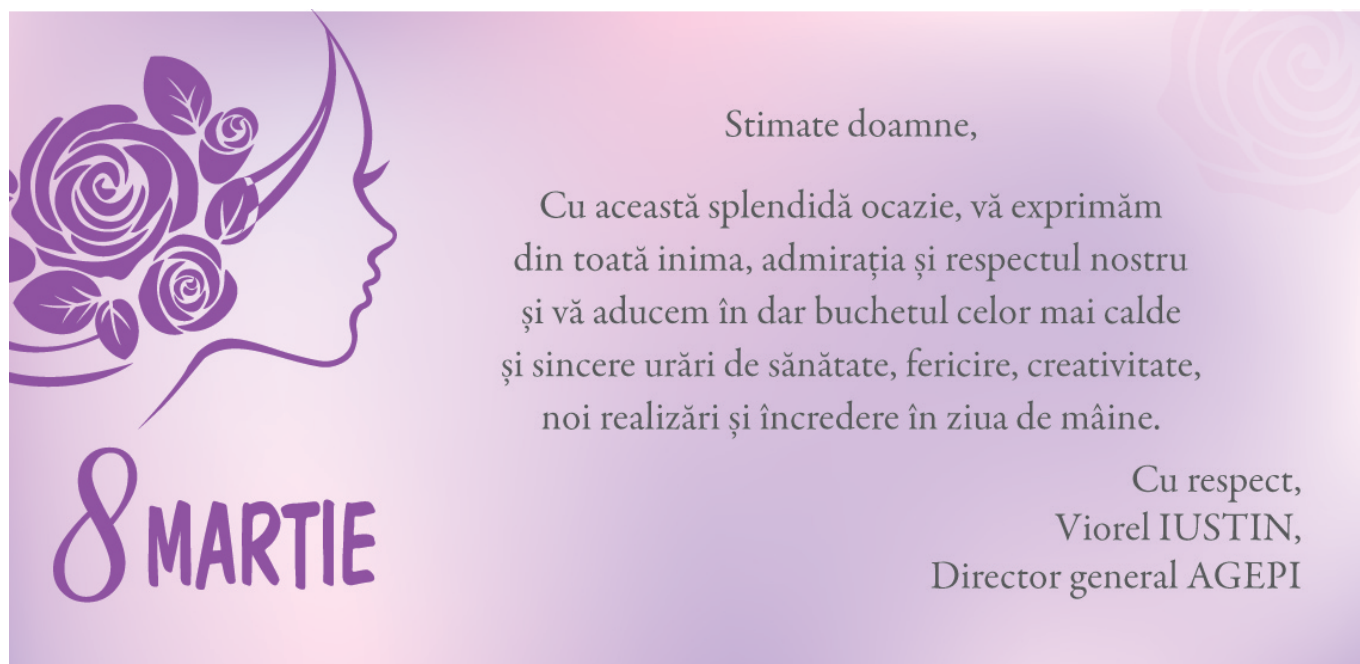 Stimate doamne,
Cu această splendidă ocazie, vă exprimăm
din toată inima, admirația și respectul nostru
și vă aducem în dar buchetul celor mai calde
și sincere urări de sănătate, fericire, creativitate,
noi realizări și încredere în ziua de mâine.
Cu respect,
Viorel IUSTIN,
Director general AGEPI
8 MARTIE